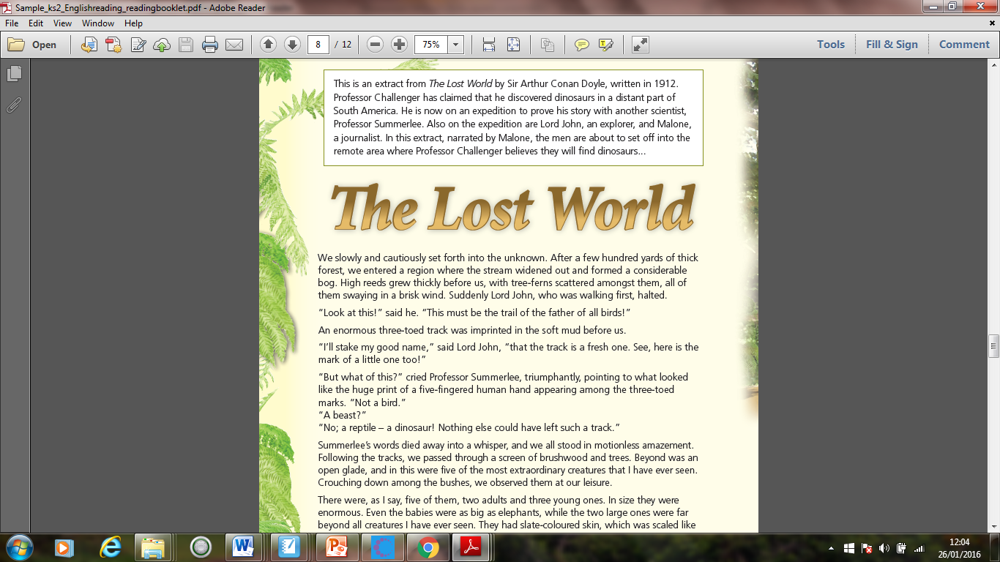 Sample_ks2_Englishreading_readingbooklet.pdf - Adobe Reader
File Edit View Window Help
Open 8 / 12 75% Tools Fill & Sign Comment
This is an extract from The Lost World by Sir Arthur Conan Doyle, written in 1912.
Professor Challenger has claimed that he discovered dinosaurs in a distant part of
South America. He is now on an expedition to prove his story with another scientist,
Professor Summerlee. Also on the expedition are Lord John, an explorer, and Malone,
a journalist. In this extract, narrated by Malone, the men are about to set off into the
remote area where Professor Challenger believes they will find dinosaurs...
The Lost World
We slowly and cautiously set forth into the unknown. After a few hundred yards of thick
forest, we entered a region where the stream widened out and formed a considerable
bog. High reeds grew thickly before us, with tree-ferns scattered amongst them, all of
them swaying in a brisk wind. Suddenly Lord John, who was walking first, halted.
“Look at this!” said he. “This must be the trail of the father of all birds!”
An enormous three-toed track was imprinted in the soft mud before us.
“I’ll stake my good name,” said Lord John, “that the track is a fresh one. See, here is the
mark of a little one too!”
“But what of this?” cried Professor Summerlee, triumphantly, pointing to what looked
like the huge print of a five-fingered human hand appearing among the three-toed
marks. “Not a bird.”
“A beast?”
“No; a reptile – a dinosaur! Nothing else could have left such a track.”
Summerlee’s words died away into a whisper, and we all stood in motionless amazement.
Following the tracks, we passed through a screen of brushwood and trees. Beyond was an
open glade, and in this were five of the most extraordinary creatures that I have ever seen.
Crouching down among the bushes, we observed them at our leisure.
There were, as I say, five of them, two adults and three young ones. In size they were
enormous. Even the babies were as big as elephants, while the two large ones were far
beyond all creatures I have ever seen. They had slate-coloured skin, which was scaled like
12:04
26/01/2016